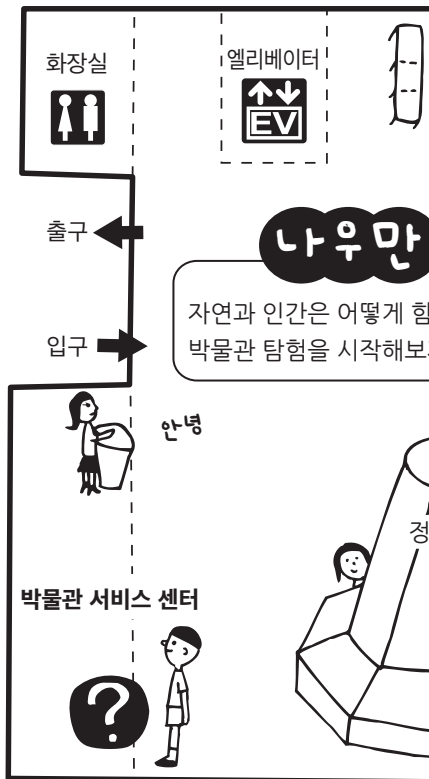 화장실
엘리베이터
EV
출구
나우만
자연과 인간은 어떻게 함
입구
박물관 탐험을 시작해보
안녕
정
박물관 서비스 센터
?